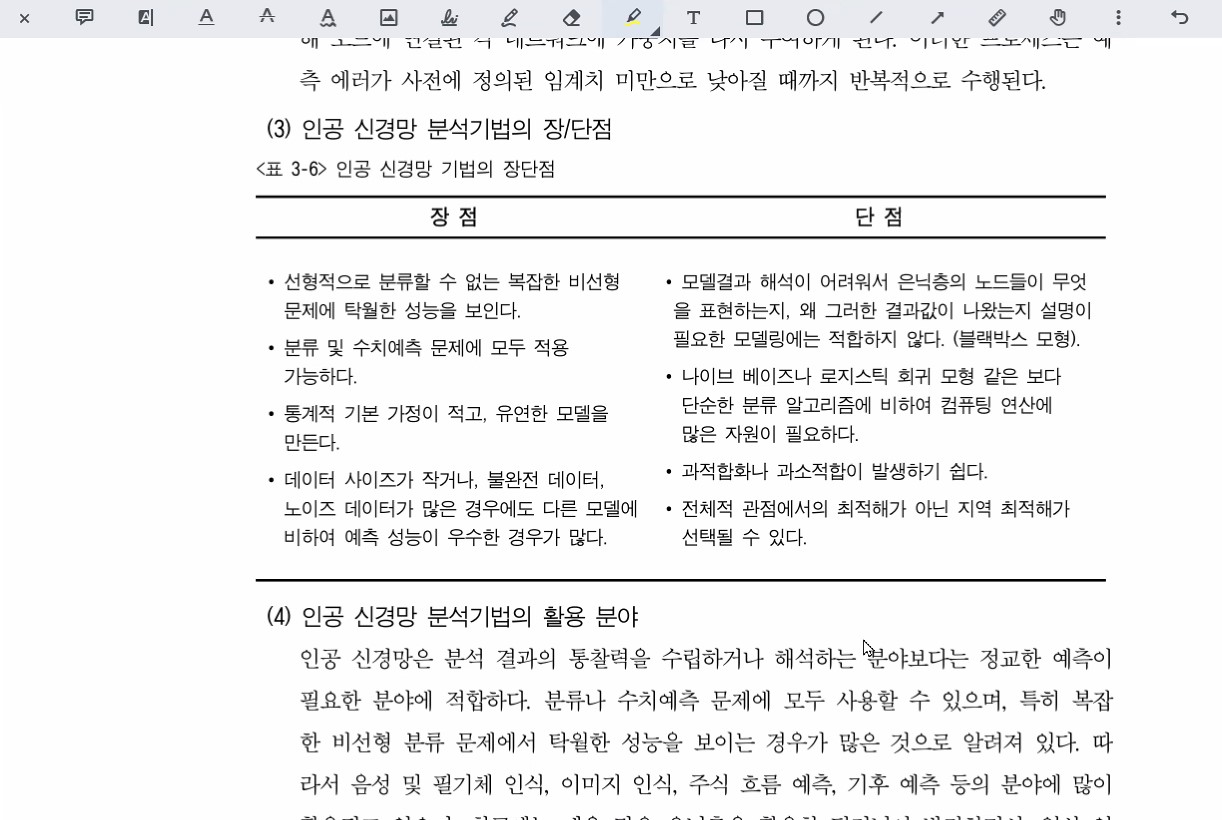 측 에러가 사전에 정의된 임계치 미만으로 낮아질 때까지 반복적으로 수행된다.
(3) 인공 신경망 분석기법의 장/단점
<표 3-6> 인공 신경망 기법의 장단점
장 점
단 점
• 선형적으로 분류할 수 없는 복잡한 비선형
문제에 탁월한 성능을 보인다.
• 분류 및 수치예측 문제에 모두 적용
가능하다.
• 통계적 기본 가정이 적고, 유연한 모델을
만든다.
• 데이터 사이즈가 작거나, 불완전 데이터,
노이즈 데이터가 많은 경우에도 다른 모델에
비하여 예측 성능이 우수한 경우가 많다.
• 모델결과 해석이 어려워서 은닉층의 노드들이 무엇
을 표현하는지, 왜 그러한 결과값이 나왔는지 설명이
필요한 모델링에는 적합하지 않다. (블랙박스 모형).
• 나이브 베이즈나 로지스틱 회귀 모형 같은 보다
단순한 분류 알고리즘에 비하여 컴퓨팅 연산에
많은 자원이 필요하다.
• 과적합화나 과소적합이 발생하기 쉽다.
• 전체적 관점에서의 최적해가 아닌 지역 최적해가
선택될 수 있다.
(4) 인공 신경망 분석기법의 활용 분야
인공 신경망은 분석 결과의 통찰력을 수립하거나 해석하는 분야보다는 정교한 예측이
필요한 분야에 적합하다. 분류나 수치예측 문제에 모두 사용할 수 있으며, 특히 복잡
한 비선형 분류 문제에서 탁월한 성능을 보이는 경우가 많은 것으로 알려져 있다. 따
라서 음성 및 필기체 인식, 이미지 인식, 주식 흐름 예측, 기후 예측 등의 분야에 많이